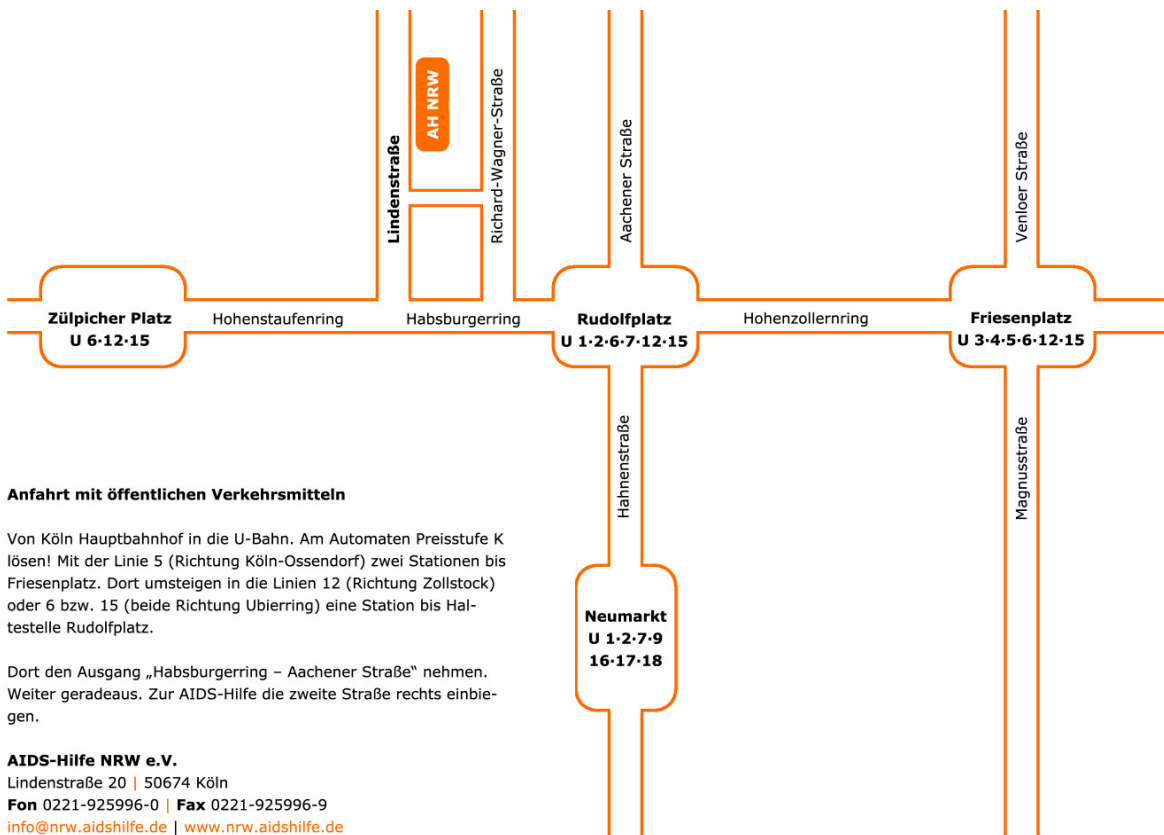 AH NRW
Lindenstraße
Richard-Wagner-Straße
Aachener Straße
Venloer Straße
Zülpicher Platz
U 6·12·15
Hohenstaufenring
Habsburgerring
Rudolfplatz
U 1·2·6·7·12·15
Hohenzollernring
Friesenplatz
U 3·4·5·6·12·15
Hahnenstraße
Magnusstraße
Neumarkt
U 1·2·7·9
16·17·18
Anfahrt mit öffentlichen Verkehrsmitteln
Von Köln Hauptbahnhof in die U-Bahn. Am Automaten Preisstufe K
lösen! Mit der Linie 5 (Richtung Köln-Ossendorf) zwei Stationen bis
Friesenplatz. Dort umsteigen in die Linien 12 (Richtung Zollstock)
oder 6 bzw. 15 (beide Richtung Ubierring) eine Station bis Hal-
testelle Rudolfplatz.
Dort den Ausgang „Habsburgerring – Aachener Straße“ nehmen.
Weiter geradeaus. Zur AIDS-Hilfe die zweite Straße rechts einbie-
gen.
AIDS-Hilfe NRW e.V.
Lindenstraße 20 | 50674 Köln
Fon 0221-925996-0 | Fax 0221-925996-9
info@nrw.aidshilfe.de | www.nrw.aidshilfe.de